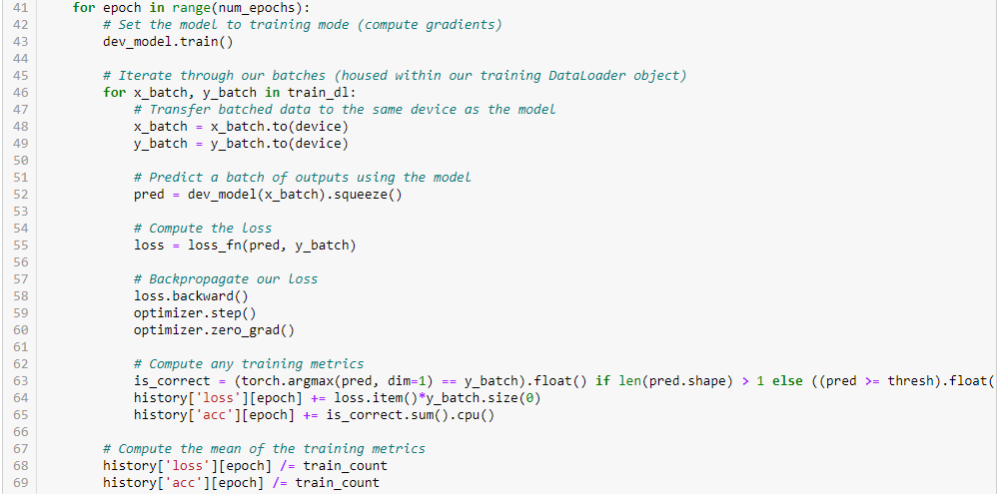 41 for epoch in range(num_epochs):
42 # Set the model to training mode (compute gradients)
43 dev_model.train()
44
45 # Iterate through our batches (housed within our training DataLoader object)
46 for x_batch, y_batch in train_dl:
47 # Transfer batched data to the same device as the model
48 x_batch = x_batch.to(device)
49 y_batch = y_batch.to(device)
50
51 # Predict a batch of outputs using the model
52 pred = dev_model(x_batch).squeeze()
53
54 # Compute the loss
55 loss = loss_fn(pred, y_batch)
56
57 # Backpropagate our loss
58 loss.backward()
59 optimizer.step()
60 optimizer.zero_grad()
61
62 # Compute any training metrics
63 is_correct = (torch.argmax(pred, dim=1) == y_batch).float() if len(pred.shape) > 1 else ((pred >= thresh).float(
64 history['loss'][epoch] += loss.item()*y_batch.size(0)
65 history['acc'][epoch] += is_correct.sum().cpu()
66
67 # Compute the mean of the training metrics
68 history['loss'][epoch] /= train_count
69 history['acc'][epoch] /= train_count